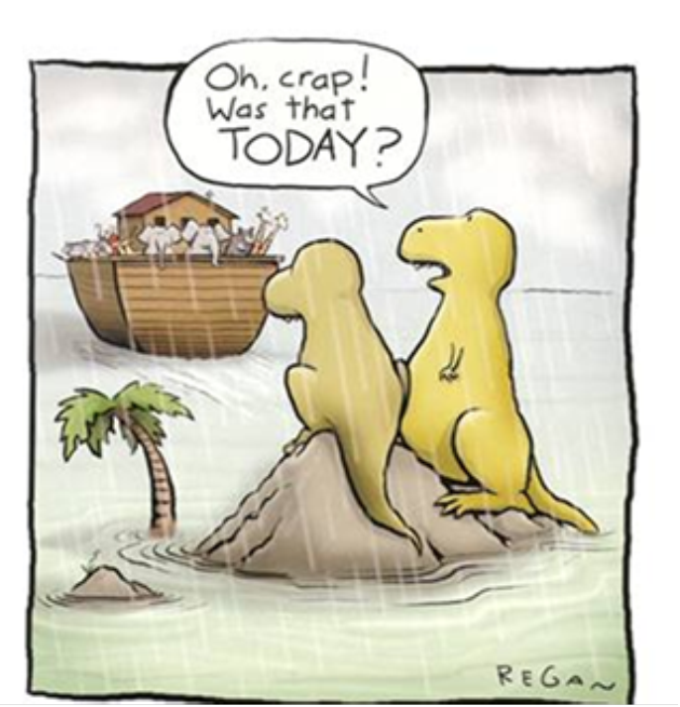 Oh, crap!
Was that
TODAY?
REGAN